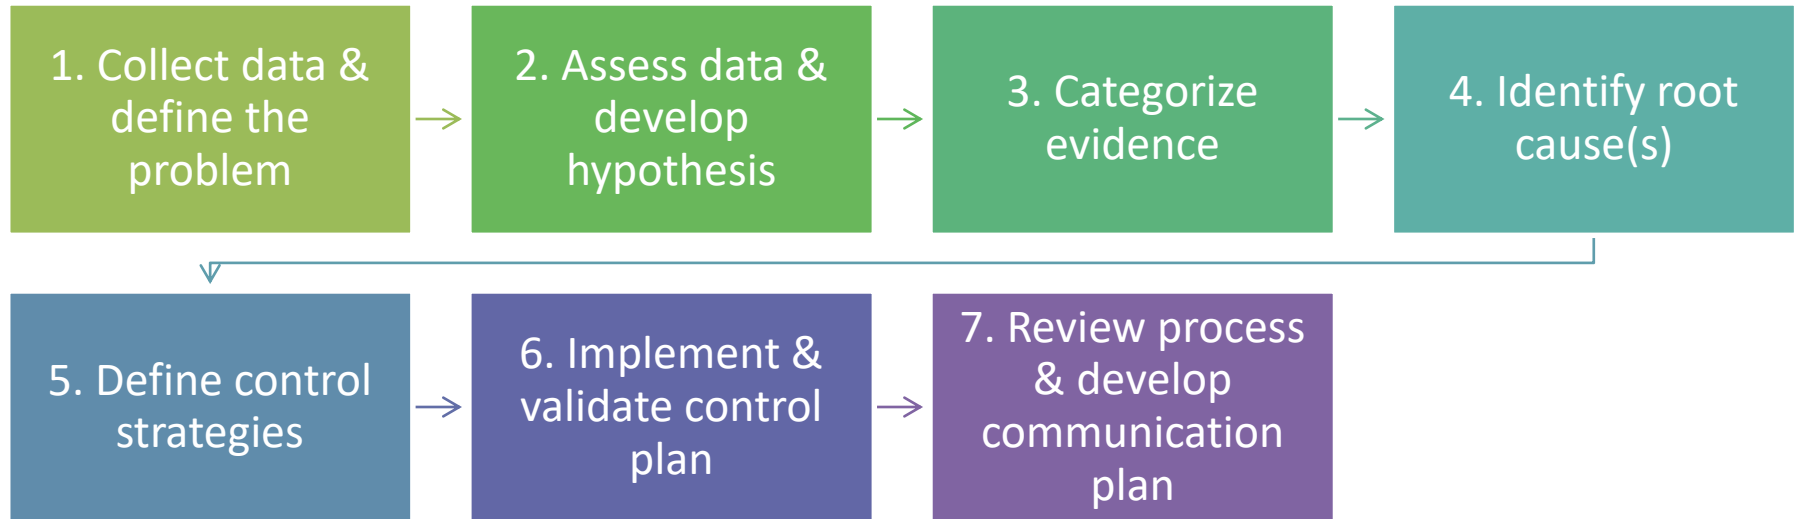 1. Collect data &
define the
problem
2. Assess data &
develop
hypothesis
3. Categorize
evidence
4. Identify root
cause(s)
5. Define control
strategies
6. Implement &
validate control
plan
7. Review process
& develop
communication
plan